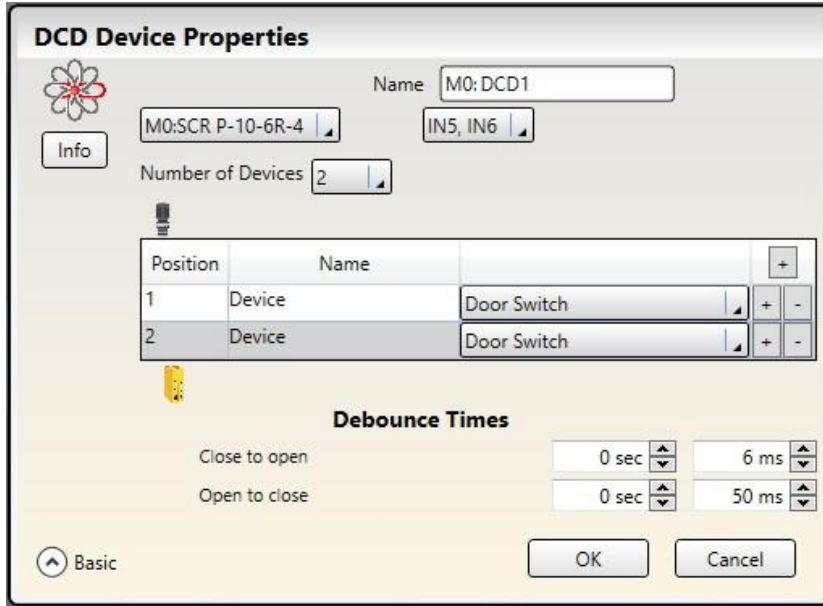 DCD Device Properties
Name M0: DCD1
M0:SCR P-10-6R-4 IN5, IN6
Info
Number of Devices 2
Position Name +
1 Device Door Switch + -
2 Device Door Switch + -
Debounce Times
Close to open 0 sec 6 ms
Open to close 0 sec 50 ms
Basic OK Cancel